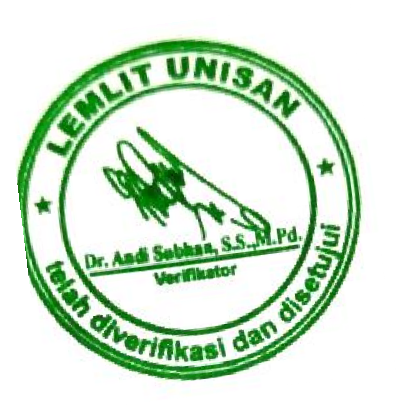 LEMLIT UNISAN
Dr. Andi Sabhan, S.S.,M.Pd.
Verifikator
telah diverifikasi dan disetujui